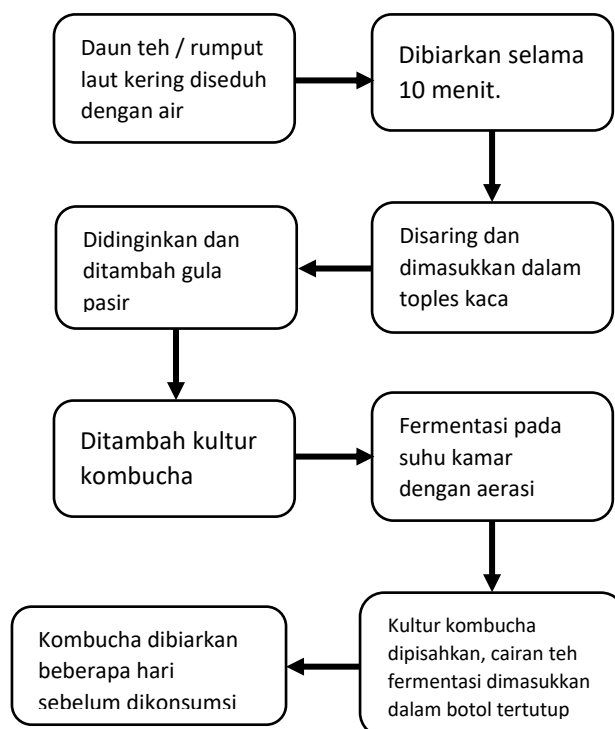 Daun teh / rumput
laut kering diseduh
dengan air
Dibiarkan selama
10 menit.
Disaring dan
dimasukkan dalam
toples kaca
Didinginkan dan
ditambah gula
pasir
Ditambah kultur
kombucha
Fermentasi pada
suhu kamar
dengan aerasi
Kultur kombucha
dipisahkan, cairan teh
fermentasi dimasukkan
dalam botol tertutup
Kombucha dibiarkan
beberapa hari
sebelum dikonsumsi